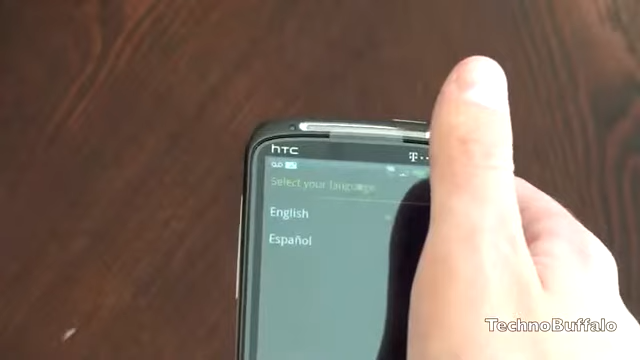 hTC
T··
Select your language
English
Español
TechnoBuffalo